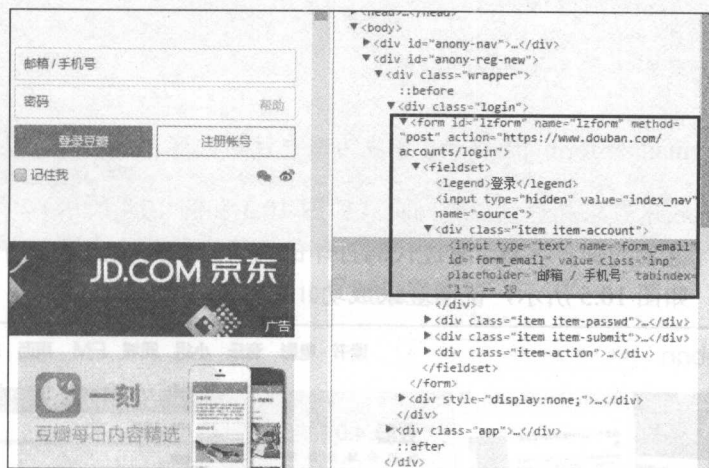 邮箱 / 手机号
密码
帮助
登录豆瓣
注册帐号
记住我
JD.COM 京东
广告
一刻
豆瓣每日内容精选
▶<head>…</head>
▼<body>
▶<div id="anony-nav">…</div>
▼<div id="anony-reg-new">
▼<div class="wrapper">
::before
▼<div class="login">
▼<form id="lzform" name="lzform" method=
"post" action="https://www.douban.com/
accounts/login">
▼<fieldset>
<legend>登录</legend>
<input type="hidden" value="index_nav"
name="source">
▼<div class="item item-account">
<input type="text" name="form_email"
id="form_email" value class="inp"
placeholder="邮箱 / 手机号" tabindex=
"1"> == $0
</div>
▶<div class="item item-passwd">…</div>
▶<div class="item item-submit">…</div>
▶<div class="item-action">…</div>
</fieldset>
</form>
▶<div style="display:none;">…</div>
</div>
▶<div class="app">…</div>
::after
</div>